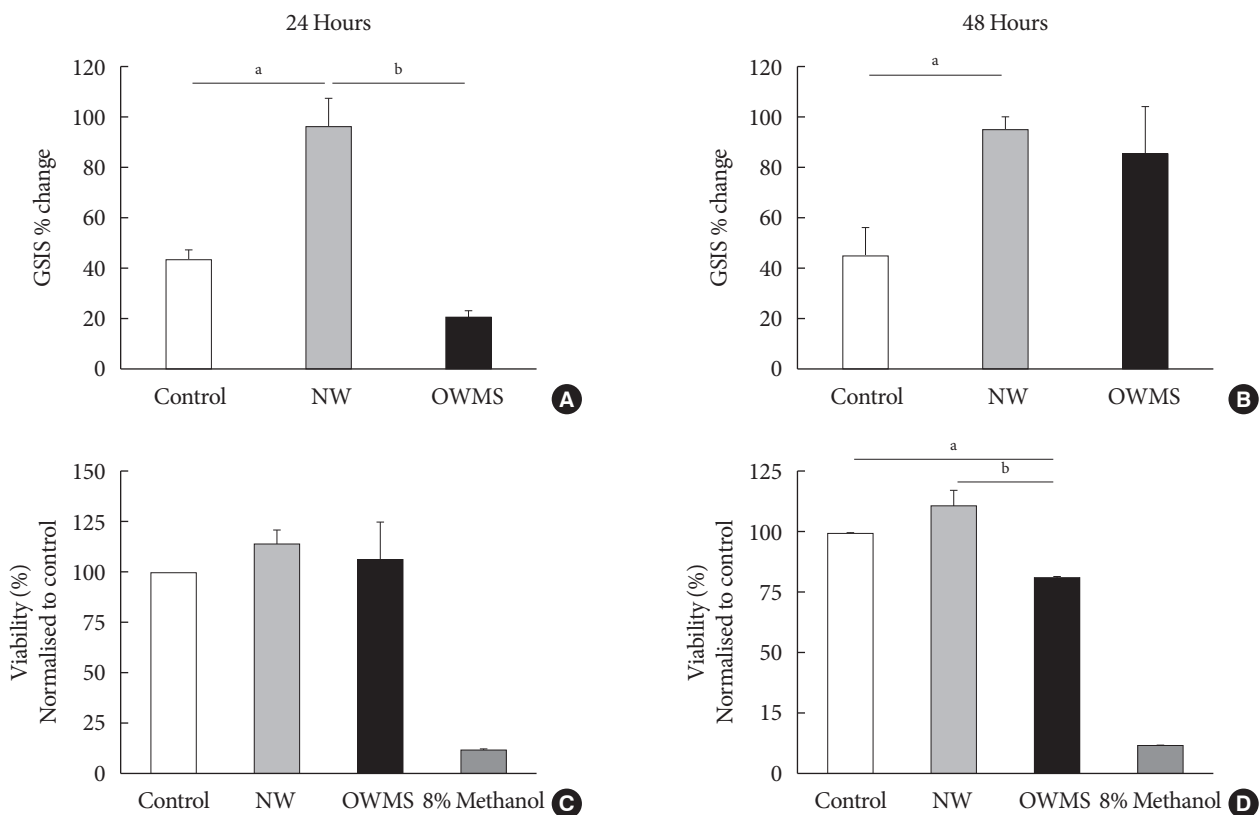 24 Hours
120
100
80
60
40
20
0
GSIS % change
a
b
Control
NW
OWMS
A
48 Hours
120
100
80
60
40
20
0
GSIS % change
a
Control
NW
OWMS
B
150
125
100
75
50
25
0
Viability (%)
Normalised to control
Control
NW
OWMS
8% Methanol
C
125
100
75
50
15
0
Viability (%)
Normalised to control
a
b
Control
NW
OWMS
8% Methanol
D